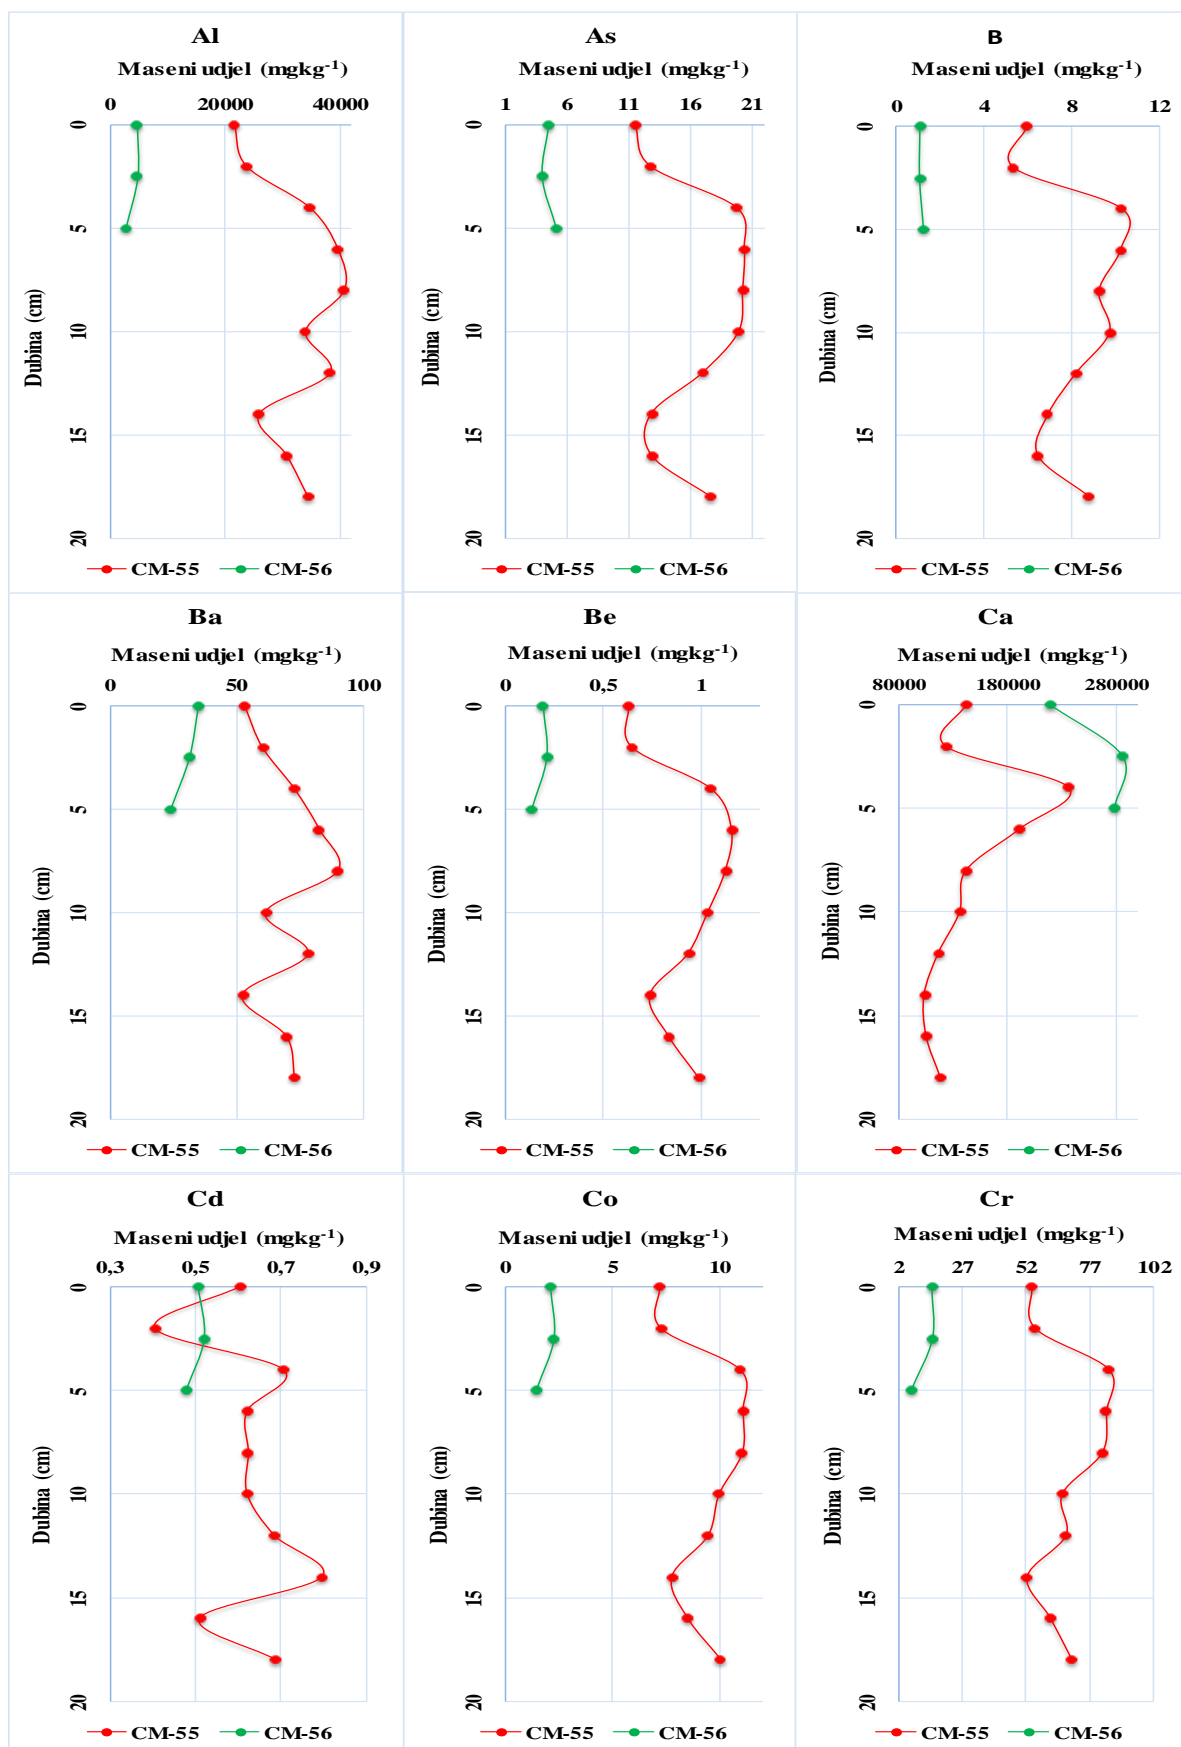 Al
Maseni udjel (mgkg⁻¹)
0 20000 40000
0
5
10
15
20
Dubina (cm)
CM-55 CM-56
As
Maseni udjel (mgkg⁻¹)
1 6 11 16 21
0
5
10
15
20
Dubina (cm)
CM-55 CM-56
B
Maseni udjel (mgkg⁻¹)
0 4 8 12
0
5
10
15
20
Dubina (cm)
CM-55 CM-56
Ba
Maseni udjel (mgkg⁻¹)
0 50 100
0
5
10
15
20
Dubina (cm)
CM-55 CM-56
Be
Maseni udjel (mgkg⁻¹)
0 0,5 1
0
5
10
15
20
Dubina (cm)
CM-55 CM-56
Ca
Maseni udjel (mgkg⁻¹)
80000 180000 280000
0
5
10
15
20
Dubina (cm)
CM-55 CM-56
Cd
Maseni udjel (mgkg⁻¹)
0,3 0,5 0,7 0,9
0
5
10
15
20
Dubina (cm)
CM-55 CM-56
Co
Maseni udjel (mgkg⁻¹)
0 5 10
0
5
10
15
20
Dubina (cm)
CM-55 CM-56
Cr
Maseni udjel (mgkg⁻¹)
2 27 52 77 102
0
5
10
15
20
Dubina (cm)
CM-55 CM-56